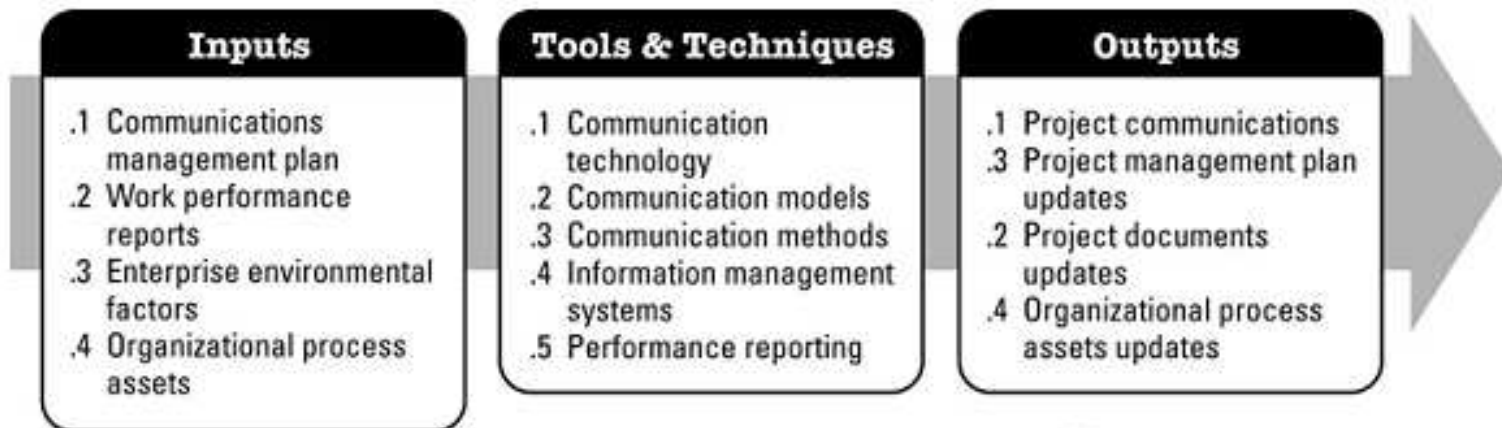 Inputs
.1 Communications
management plan
.2 Work performance
reports
.3 Enterprise environmental
factors
.4 Organizational process
assets
Tools & Techniques
.1 Communication
technology
.2 Communication models
.3 Communication methods
.4 Information management
systems
.5 Performance reporting
Outputs
.1 Project communications
.3 Project management plan
updates
.2 Project documents
updates
.4 Organizational process
assets updates